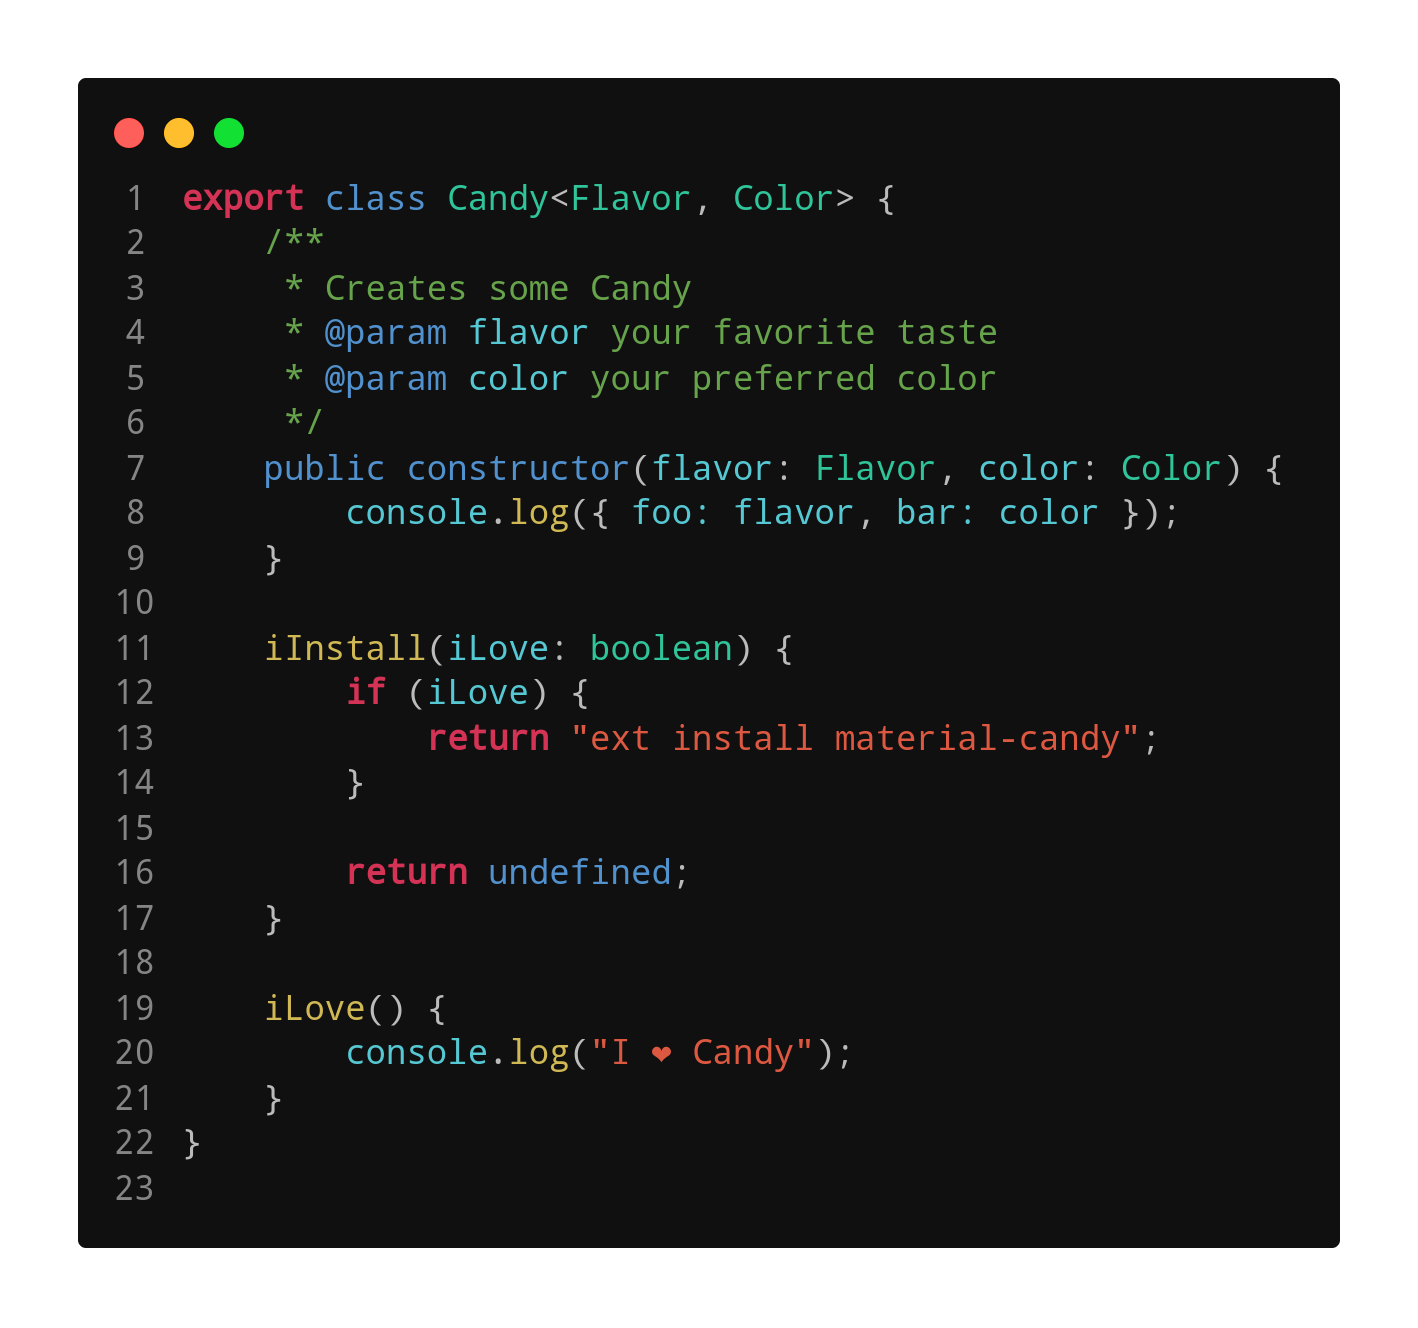 1 export class Candy<Flavor, Color> {
2     /**
3      * Creates some Candy
4      * @param flavor your favorite taste
5      * @param color your preferred color
6      */
7     public constructor(flavor: Flavor, color: Color) {
8         console.log({ foo: flavor, bar: color });
9     }
10
11     iInstall(iLove: boolean) {
12         if (iLove) {
13             return "ext install material-candy";
14         }
15
16         return undefined;
17     }
18
19     iLove() {
20         console.log("I ❤ Candy");
21     }
22 }
23